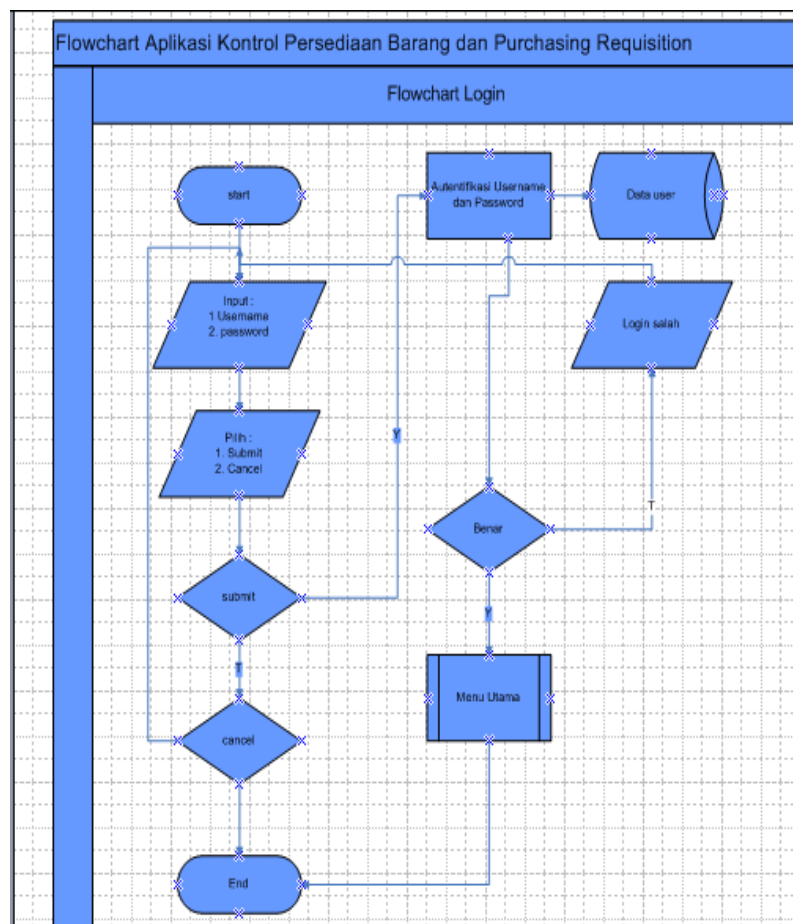 Flowchart Aplikasi Kontrol Persediaan Barang dan Purchasing Requisition
Flowchart Login
start
Autentifikasi Username
dan Password
Data user
Input :
1 Username
2. password
Login salah
Pilih :
1. Submit
2. Cancel
Y
T
Benar
submit
Y
T
Menu Utama
cancel
End